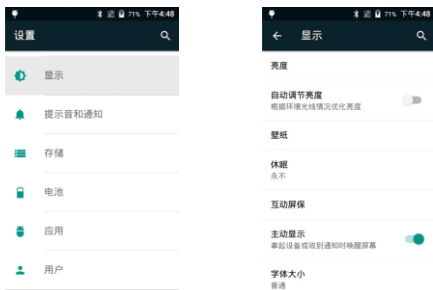 71% 下午4:48
设置
显示
提示音和通知
存储
电池
应用
用户
71% 下午4:48
显示
亮度
自动调节亮度
根据环境光线情况优化亮度
壁纸
休眠
永不
互动屏保
主动显示
拿起设备或收到通知时唤醒屏幕
字体大小
普通